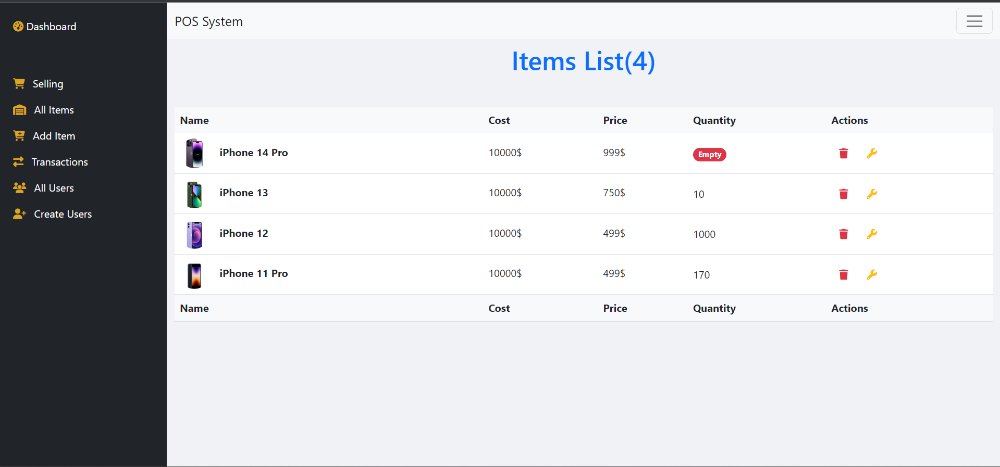 Dashboard
Selling
All Items
Add Item
Transactions
All Users
Create Users
POS System
Items List(4)
Name Cost Price Quantity Actions
iPhone 14 Pro 10000$ 999$ Empty
iPhone 13 10000$ 750$ 10
iPhone 12 10000$ 499$ 1000
iPhone 11 Pro 10000$ 499$ 170
Name Cost Price Quantity Actions